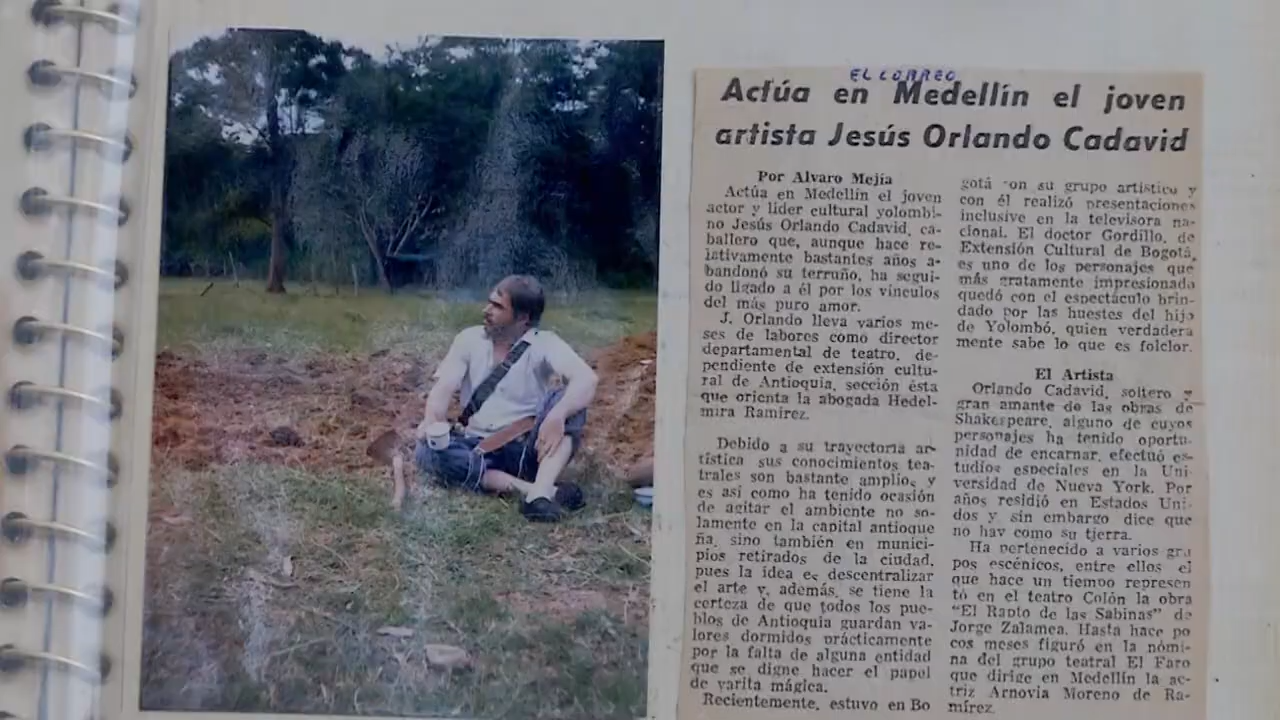 EL CORREO
Actúa en Medellín el joven
artista Jesús Orlando Cadavid
Por Alvaro Mejía
Actúa en Medellín el joven
actor y líder cultural yolombi-
no Jesús Orlando Cadavid, ca-
ballero que, aunque hace re-
lativamente bastantes años a-
bandonó su terruño, ha segui-
do ligado a él por los vínculos
del más puro amor.
J. Orlando lleva varios me-
ses de labores como director
departamental de teatro, de-
pendiente de extensión cultu-
ral de Antioquia, sección ésta
que orienta la abogada Hedel-
mira Ramírez.
Debido a su trayectoria ar-
tística sus conocimientos tea-
trales son bastante amplios y
es así como ha tenido ocasión
de agitar el ambiente no so-
lamente en la capital antioque
ña, sino también en munici-
pios retirados de la ciudad,
pues la idea es descentralizar
el arte y, además, se tiene la
certeza de que todos los pue-
blos de Antioquia guardan va-
lores dormidos prácticamente
por la falta de alguna entidad
que se digne hacer el papel
de varita mágica.
Recientemente, estuvo en Bo
gotá con su grupo artístico y
con él realizó presentaciones
inclusive en la televisora na-
cional. El doctor Gordillo, de
Extensión Cultural de Bogotá,
es uno de los personajes que
más gratamente impresionada
quedó con el espectáculo brin-
dado por las huestes del hijo
de Yolombó, quien verdadera
mente sabe lo que es folclor.
El Artista
Orlando Cadavid, soltero y
gran amante de las obras de
Shakespeare, alguno de cuyos
personajes ha tenido oportu-
nidad de encarnar, efectuó es-
tudios especiales en la Uni-
versidad de Nueva York. Por
años residió en Estados Uni-
dos y sin embargo dice que
no hay como su tierra.
Ha pertenecido a varios gru
pos escénicos, entre ellos el
que hace un tiempo represen
tó en el teatro Colón la obra
"El Rapto de las Sabinas" de
Jorge Zalamea. Hasta hace po
cos meses figuró en la nómi-
na del grupo teatral El Faro
que dirige en Medellín la ac-
triz Arnovia Moreno de Ra-
mírez.